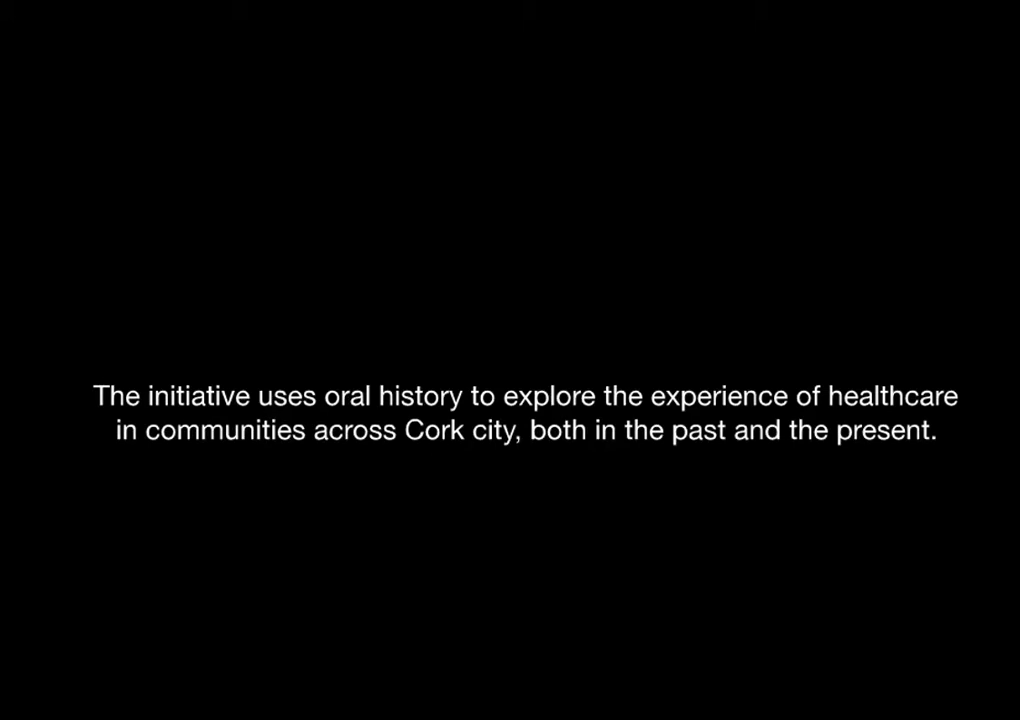 The initiative uses oral history to explore the experience of healthcare
in communities across Cork city, both in the past and the present.